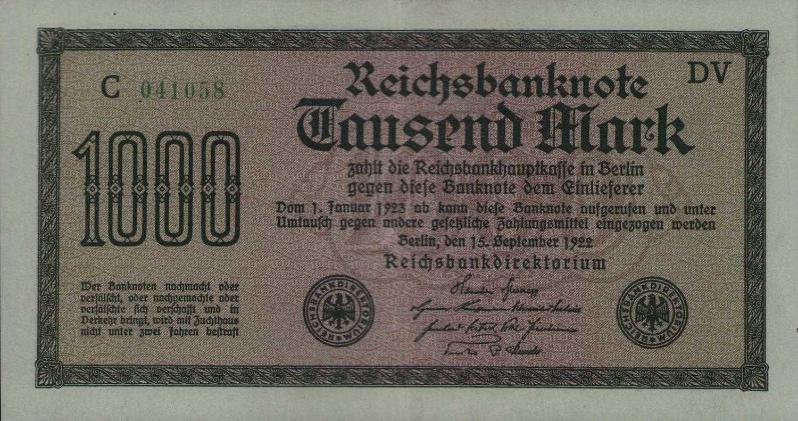 C 041058
DV
Reichsbanknote
Tausend Mark
1000
zahlt die Reichsbankhauptkasse in Berlin
gegen diese Banknote dem Einlieferer
Vom 1. Januar 1923 ab kann diese Banknote aufgerufen und unter
Umtausch gegen andere gesetzliche Zahlungsmittel eingezogen werden
Berlin, den 15. September 1922
Reichsbankdirektorium
Wer Banknoten nachmacht oder
verfälscht, oder nachgemachte oder
verfälschte sich verschafft und in
Verkehr bringt, wird mit Zuchthaus
nicht unter zwei Jahren bestraft
REICHSBANKDIREKTORIUM
REICHSBANKDIREKTORIUM